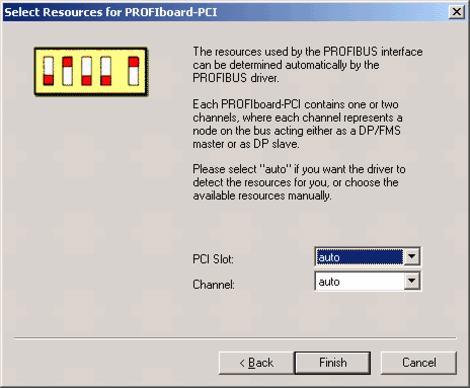 Select Resources for PROFIboard-PCI
The resources used by the PROFIBUS interface
can be determined automatically by the
PROFIBUS driver.
Each PROFIboard-PCI contains one or two
channels, where each channel represents a
node on the bus acting either as a DP/FMS
master or as DP slave.
Please select "auto" if you want the driver to
detect the resources for you, or choose the
available resources manually.
PCI Slot: auto
Channel: auto
< Back Finish Cancel